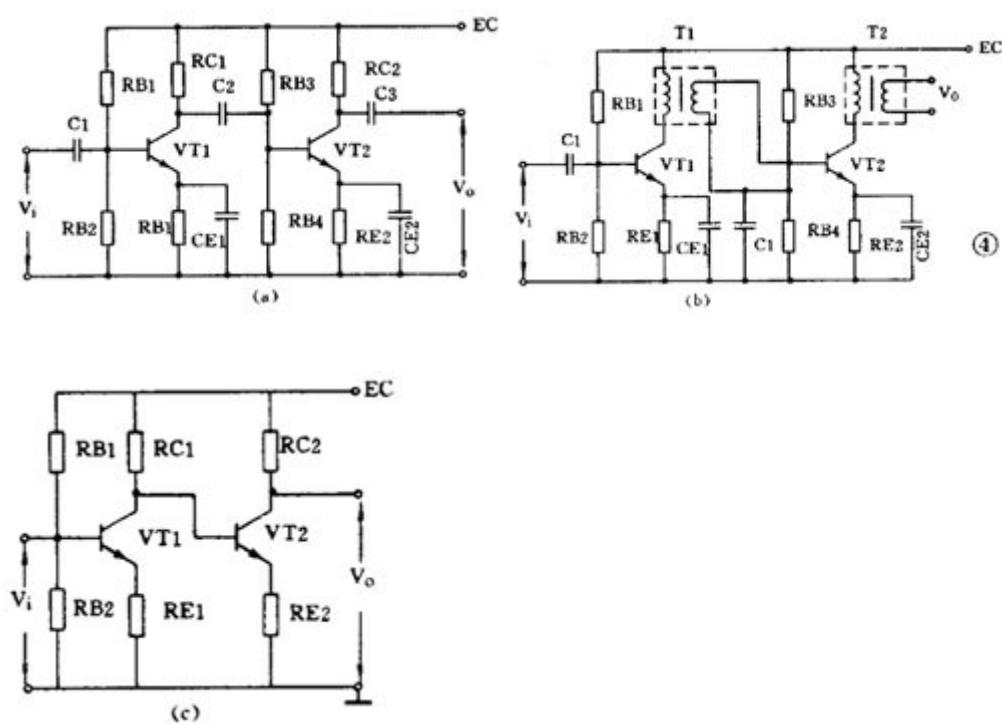 EC
RC1
RB1
C2
RB3
RC2
C3
C1
VT1
VT2
Vi
Vo
RB2
RB1
CE1
RB4
RE2
CE2
(a)
T1
T2
EC
RB1
RB3
Vo
C1
VT1
VT2
Vi
RB2
RE1
CE1
C1
RB4
RE2
CE2
④
(b)
EC
RB1
RC1
RC2
VT1
VT2
Vi
Vo
RB2
RE1
RE2
(c)